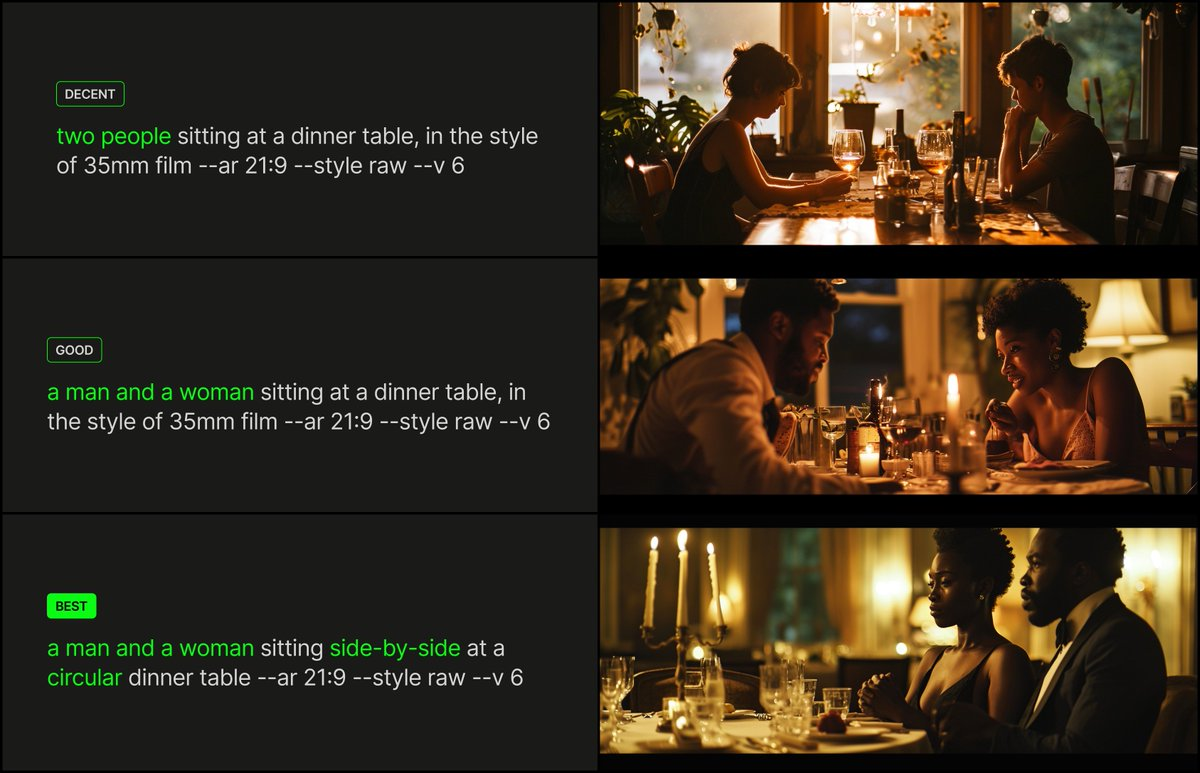 DECENT
two people sitting at a dinner table, in the style
of 35mm film --ar 21:9 --style raw --v 6
GOOD
a man and a woman sitting at a dinner table, in
the style of 35mm film --ar 21:9 --style raw --v 6
BEST
a man and a woman sitting side-by-side at a
circular dinner table --ar 21:9 --style raw --v 6